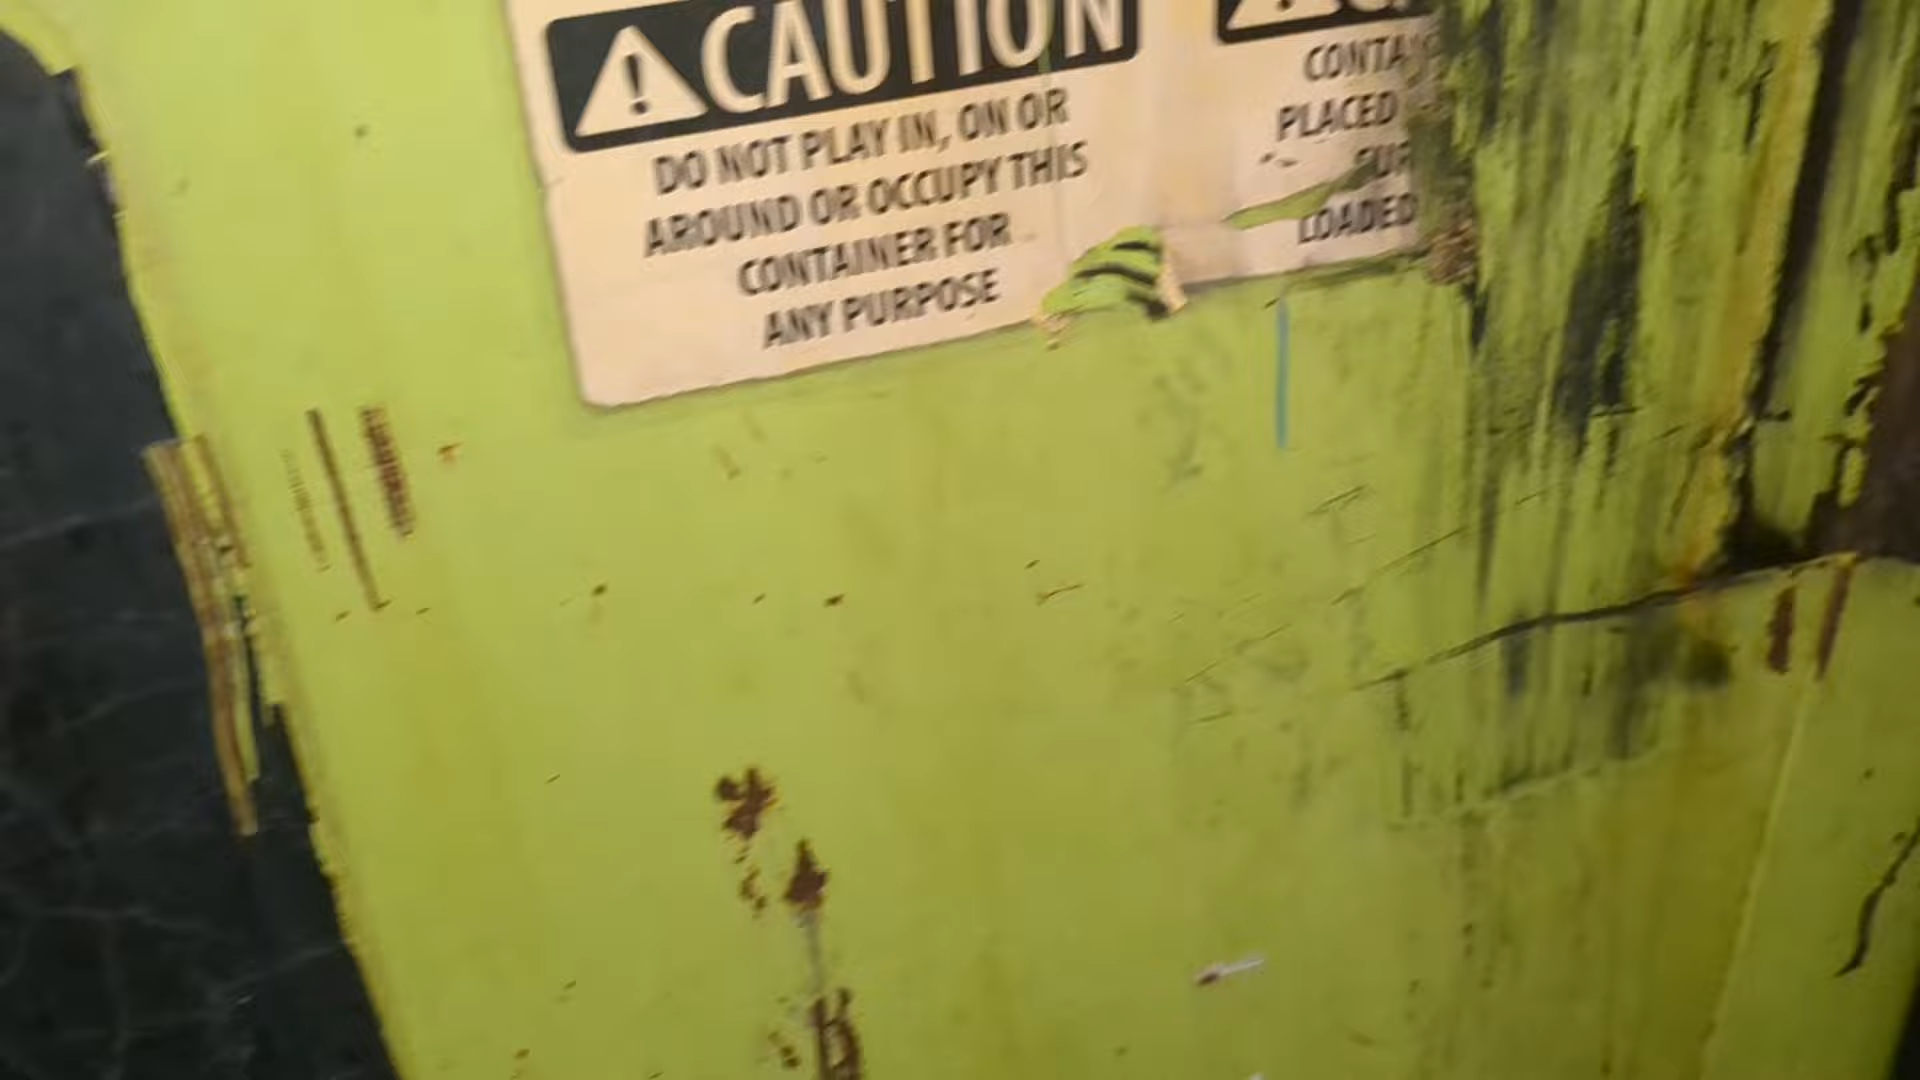 CAUTION
DO NOT PLAY IN, ON OR
AROUND OR OCCUPY THIS
CONTAINER FOR
ANY PURPOSE
PLACED
LOADED